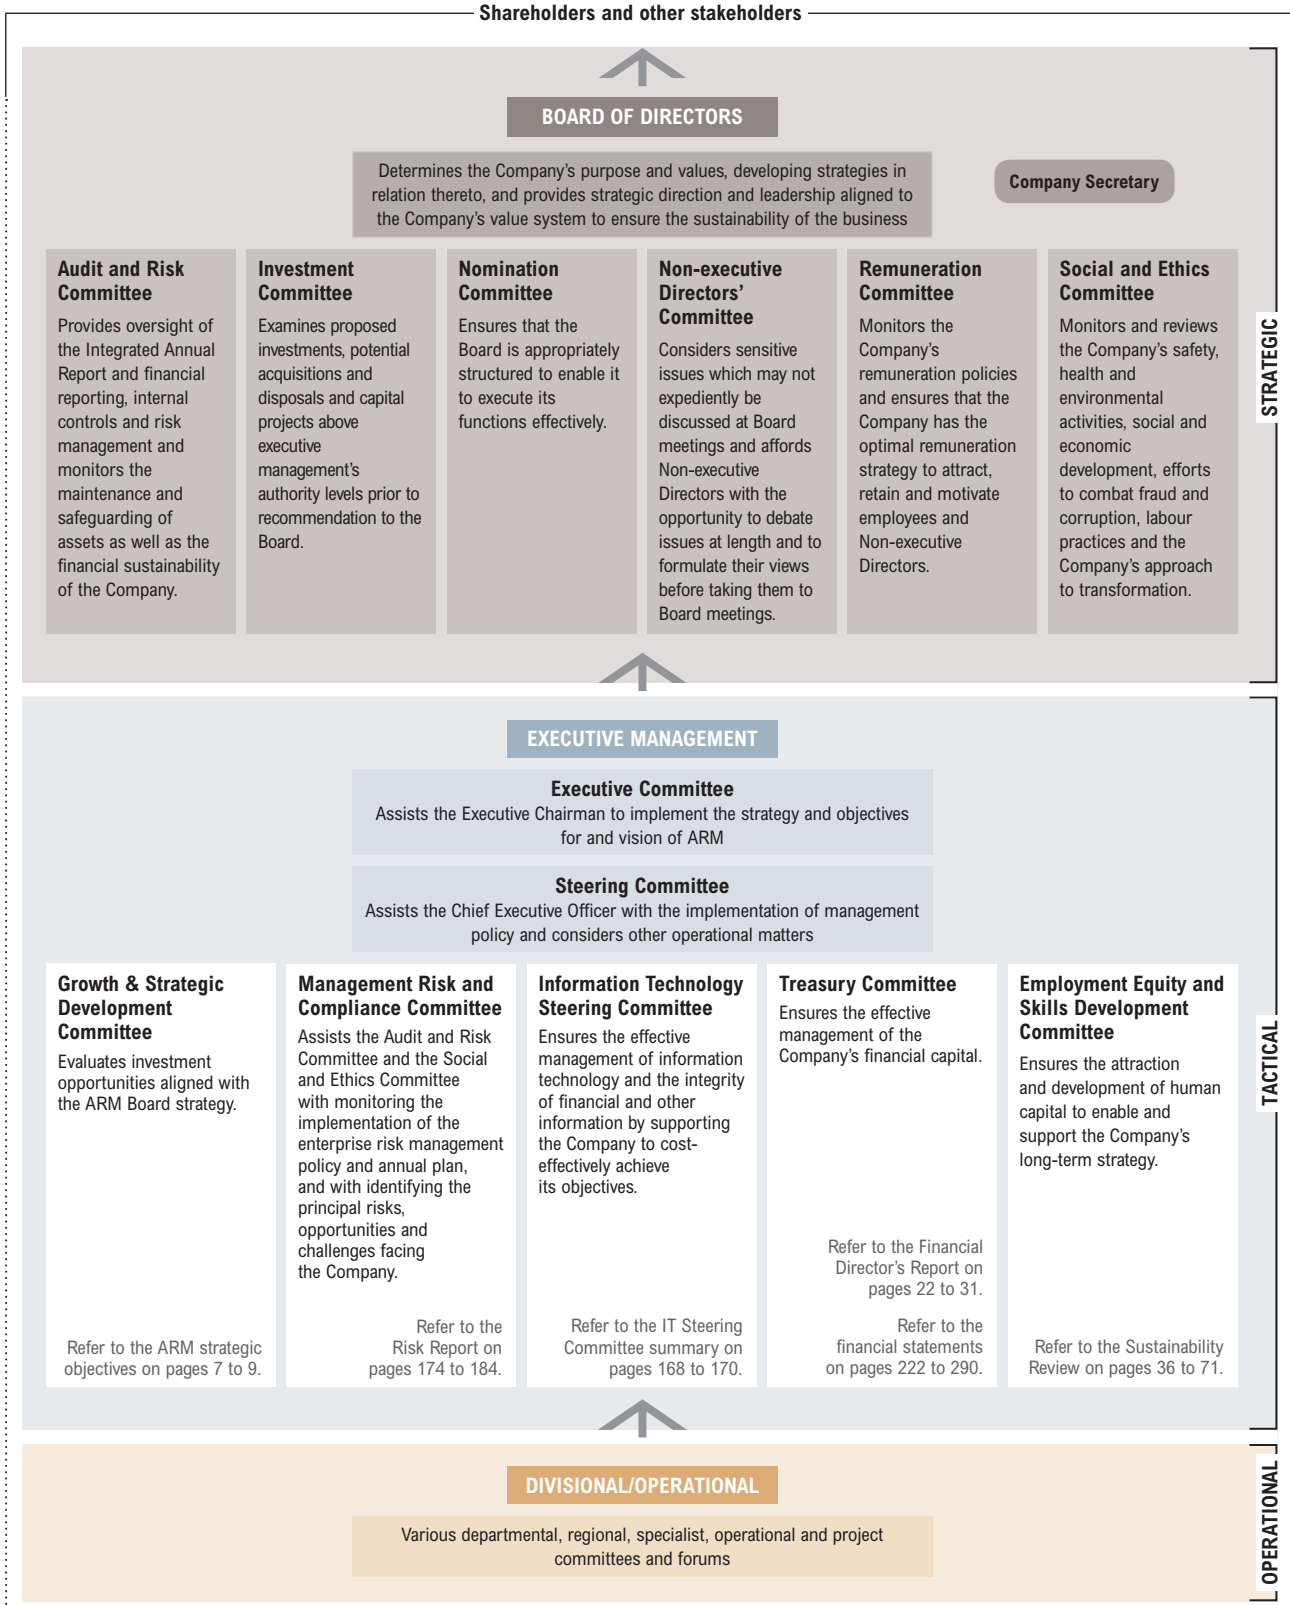 Shareholders and other stakeholders
BOARD OF DIRECTORS
Determines the Company's purpose and values, developing strategies in
relation thereto, and provides strategic direction and leadership aligned to
the Company's value system to ensure the sustainability of the business
Company Secretary
Audit and Risk
Committee
Provides oversight of
the Integrated Annual
Report and financial
reporting, internal
controls and risk
management and
monitors the
maintenance and
safeguarding of
assets as well as the
financial sustainability
of the Company.
Investment
Committee
Examines proposed
investments, potential
acquisitions and
disposals and capital
projects above
executive
management's
authority levels prior to
recommendation to the
Board.
Nomination
Committee
Ensures that the
Board is appropriately
structured to enable it
to execute its
functions effectively.
Non-executive
Directors'
Committee
Considers sensitive
issues which may not
expediently be
discussed at Board
meetings and affords
Non-executive
Directors with the
opportunity to debate
issues at length and to
formulate their views
before taking them to
Board meetings.
Remuneration
Committee
Monitors the
Company's
remuneration policies
and ensures that the
Company has the
optimal remuneration
strategy to attract,
retain and motivate
employees and
Non-executive
Directors.
Social and Ethics
Committee
Monitors and reviews
the Company's safety,
health and
environmental
activities, social and
economic
development, efforts
to combat fraud and
corruption, labour
practices and the
Company's approach
to transformation.
STRATEGIC
EXECUTIVE MANAGEMENT
Executive Committee
Assists the Executive Chairman to implement the strategy and objectives
for and vision of ARM
Steering Committee
Assists the Chief Executive Officer with the implementation of management
policy and considers other operational matters
Growth & Strategic
Development
Committee
Evaluates investment
opportunities aligned with
the ARM Board strategy.
Refer to the ARM strategic
objectives on pages 7 to 9.
Management Risk and
Compliance Committee
Assists the Audit and Risk
Committee and the Social
and Ethics Committee
with monitoring the
implementation of the
enterprise risk management
policy and annual plan,
and with identifying the
principal risks,
opportunities and
challenges facing
the Company.
Refer to the
Risk Report on
pages 174 to 184.
Information Technology
Steering Committee
Ensures the effective
management of information
technology and the integrity
of financial and other
information by supporting
the Company to cost-
effectively achieve
its objectives.
Refer to the IT Steering
Committee summary on
pages 168 to 170.
Treasury Committee
Ensures the effective
management of the
Company's financial capital.
Refer to the Financial
Director's Report on
pages 22 to 31.
Refer to the
financial statements
on pages 222 to 290.
Employment Equity and
Skills Development
Committee
Ensures the attraction
and development of human
capital to enable and
support the Company's
long-term strategy.
Refer to the Sustainability
Review on pages 36 to 71.
TACTICAL
DIVISIONAL/OPERATIONAL
Various departmental, regional, specialist, operational and project
committees and forums
OPERATIONAL